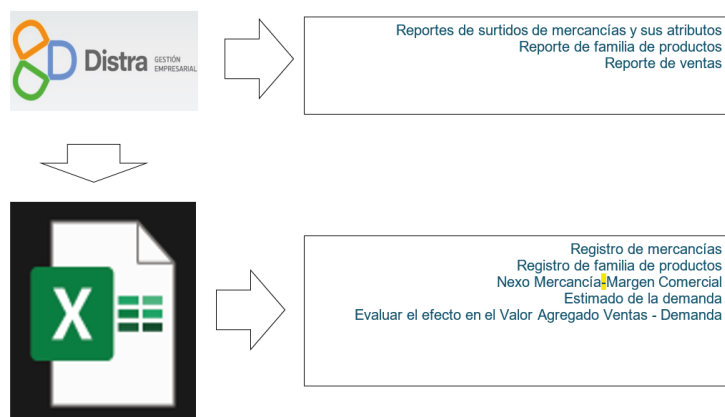 Distra GESTIÓN
EMPRESARIAL
Reportes de surtidos de mercancías y sus atributos
Reporte de familia de productos
Reporte de ventas
X
Registro de mercancías
Registro de familia de productos
Nexo Mercancía-Margen Comercial
Estimado de la demanda
Evaluar el efecto en el Valor Agregado Ventas - Demanda